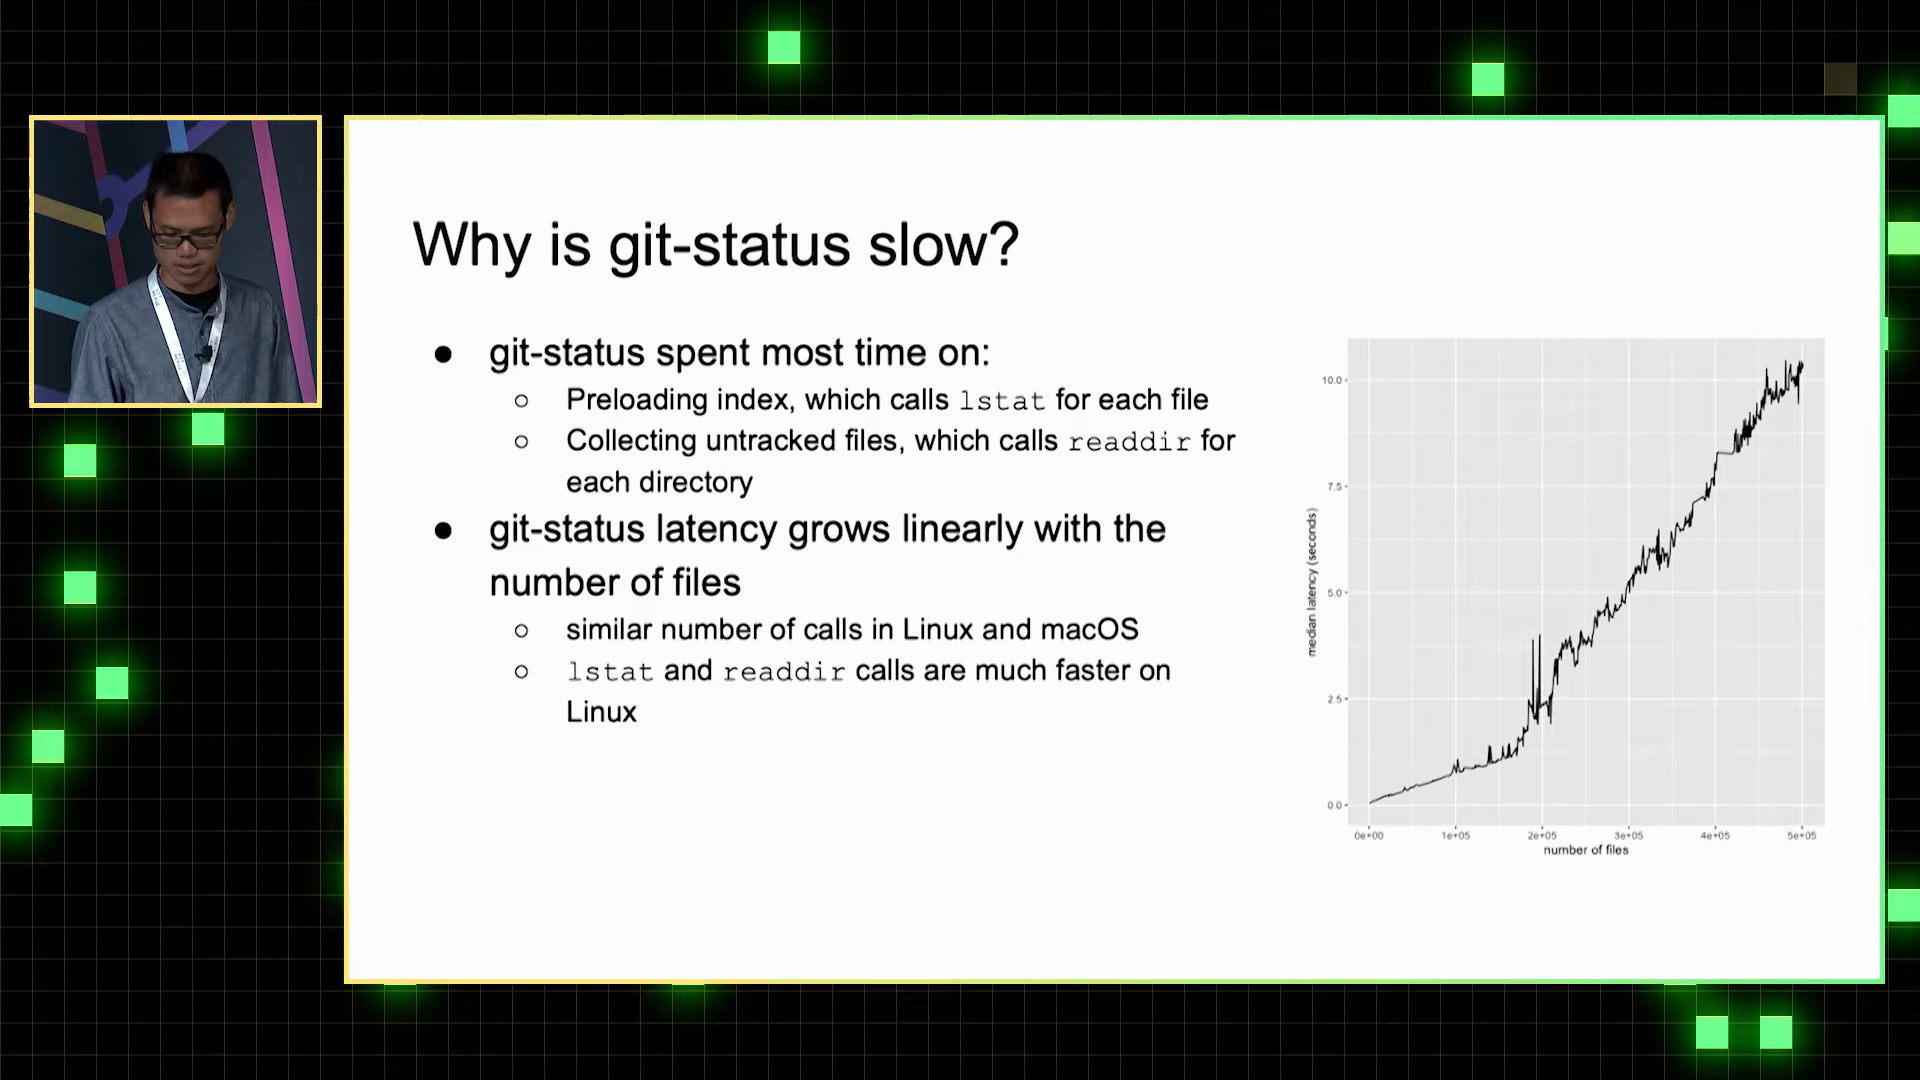 Why is git-status slow?
● git-status spent most time on:
○ Preloading index, which calls lstat for each file
○ Collecting untracked files, which calls readdir for
each directory
● git-status latency grows linearly with the
number of files
○ similar number of calls in Linux and macOS
○ lstat and readdir calls are much faster on
Linux
median latency (seconds)
10.0
7.5
5.0
2.5
0.0
0e+00 1e+05 2e+05 3e+05 4e+05 5e+05
number of files